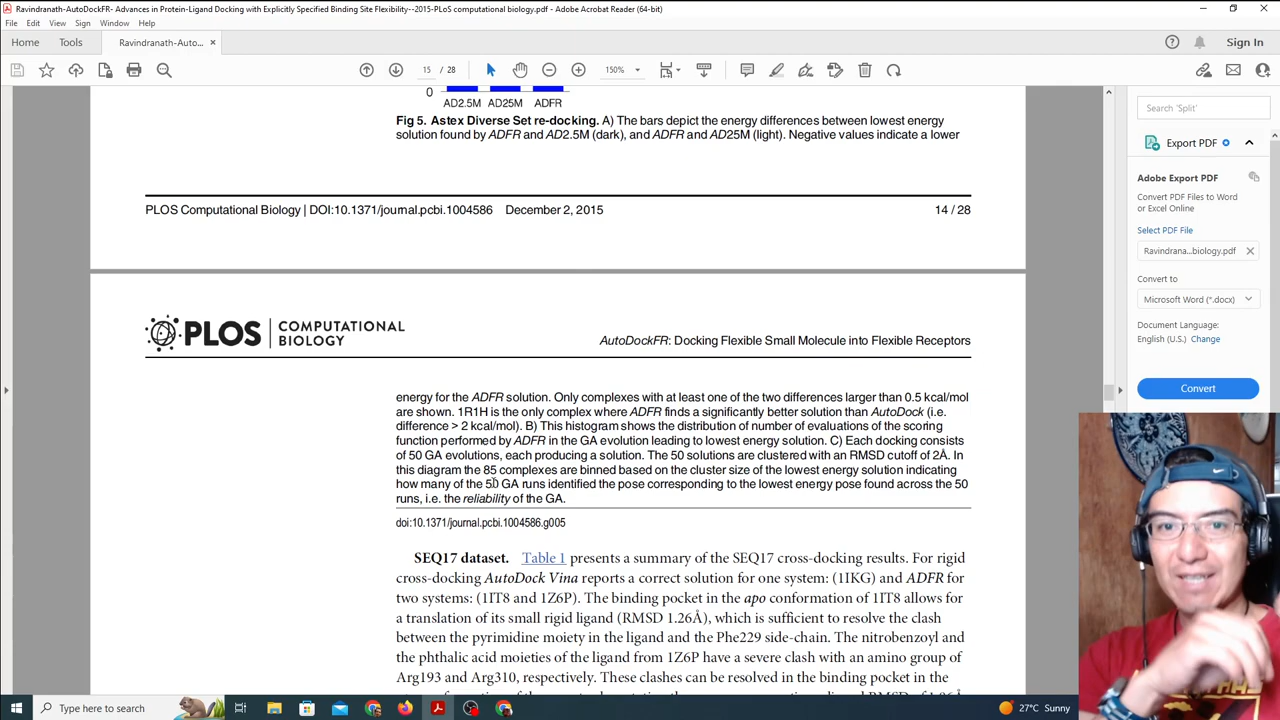 Ravindranath-AutoDockFR- Advances in Protein-Ligand Docking with Explicitly Specified Binding Site Flexibility--2015-PLoS computational biology.pdf - Adobe Acrobat Reader (64-bit)
File Edit View Sign Window Help
Home Tools Ravindranath-Auto... × Sign In
15 / 28 150%
0
AD2.5M AD25M ADFR
Fig 5. Astex Diverse Set re-docking. A) The bars depict the energy differences between lowest energy
solution found by ADFR and AD2.5M (dark), and ADFR and AD25M (light). Negative values indicate a lower
PLOS Computational Biology | DOI:10.1371/journal.pcbi.1004586 December 2, 2015 14 / 28
PLOS COMPUTATIONAL
BIOLOGY
AutoDockFR: Docking Flexible Small Molecule into Flexible Receptors
energy for the ADFR solution. Only complexes with at least one of the two differences larger than 0.5 kcal/mol
are shown. 1R1H is the only complex where ADFR finds a significantly better solution than AutoDock (i.e.
difference > 2 kcal/mol). B) This histogram shows the distribution of number of evaluations of the scoring
function performed by ADFR in the GA evolution leading to lowest energy solution. C) Each docking consists
of 50 GA evolutions, each producing a solution. The 50 solutions are clustered with an RMSD cutoff of 2Å. In
this diagram the 85 complexes are binned based on the cluster size of the lowest energy solution indicating
how many of the 50 GA runs identified the pose corresponding to the lowest energy pose found across the 50
runs, i.e. the reliability of the GA.
doi:10.1371/journal.pcbi.1004586.g005
SEQ17 dataset. Table 1 presents a summary of the SEQ17 cross-docking results. For rigid
cross-docking AutoDock Vina reports a correct solution for one system: (1IKG) and ADFR for
two systems: (1IT8 and 1Z6P). The binding pocket in the apo conformation of 1IT8 allows for
a translation of its small rigid ligand (RMSD 1.26Å), which is sufficient to resolve the clash
between the pyrimidine moiety in the ligand and the Phe229 side-chain. The nitrobenzoyl and
the phthalic acid moieties of the ligand from 1Z6P have a severe clash with an amino group of
Arg193 and Arg310, respectively. These clashes can be resolved in the binding pocket in the
Search 'Split'
Export PDF
Adobe Export PDF
Convert PDF Files to Word
or Excel Online
Select PDF File
Ravindrana...biology.pdf ×
Convert to
Microsoft Word (*.docx)
Document Language:
English (U.S.) Change
Convert
Type here to search
27°C Sunny